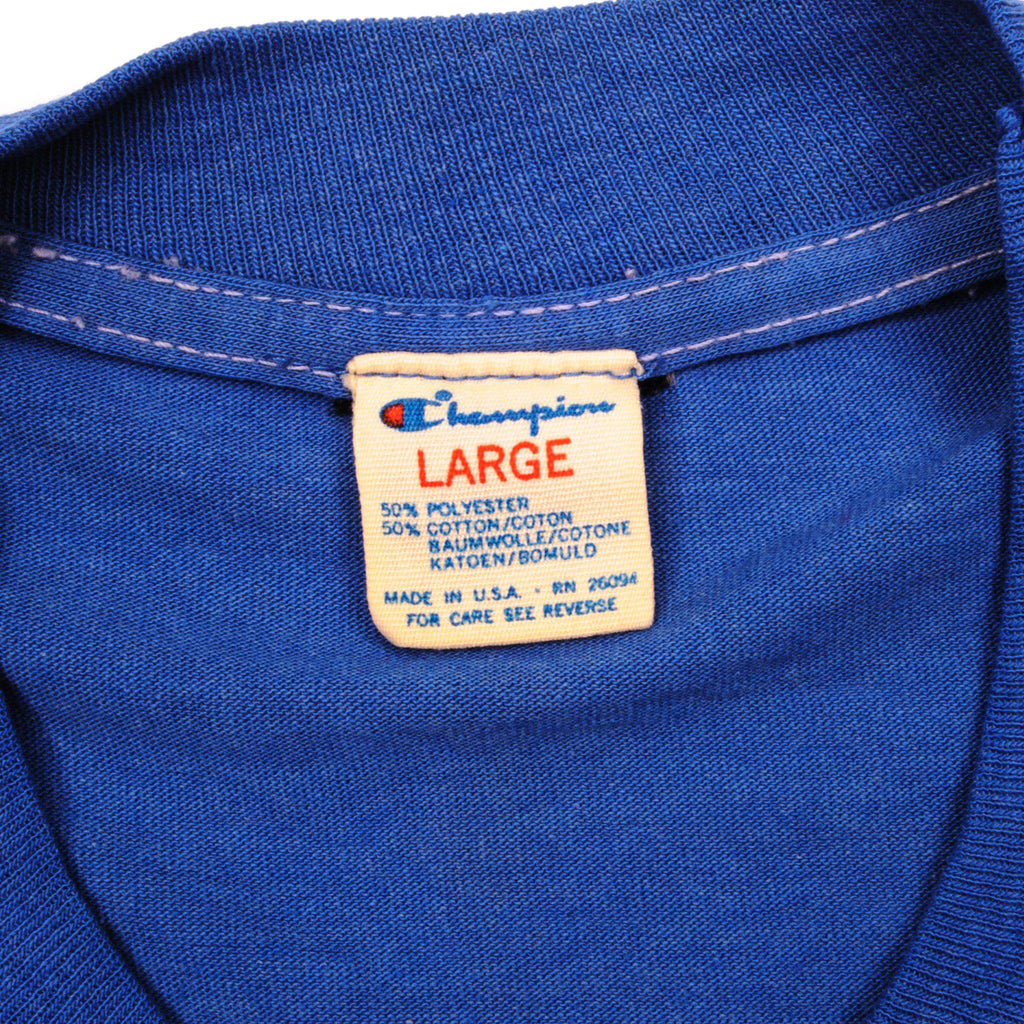 Champion
LARGE
50% POLYESTER
50% COTTON/COTON
BAUMWOLLE/COTONE
KATOEN/BOMULD
MADE IN U.S.A. · RN 26094
FOR CARE SEE REVERSE